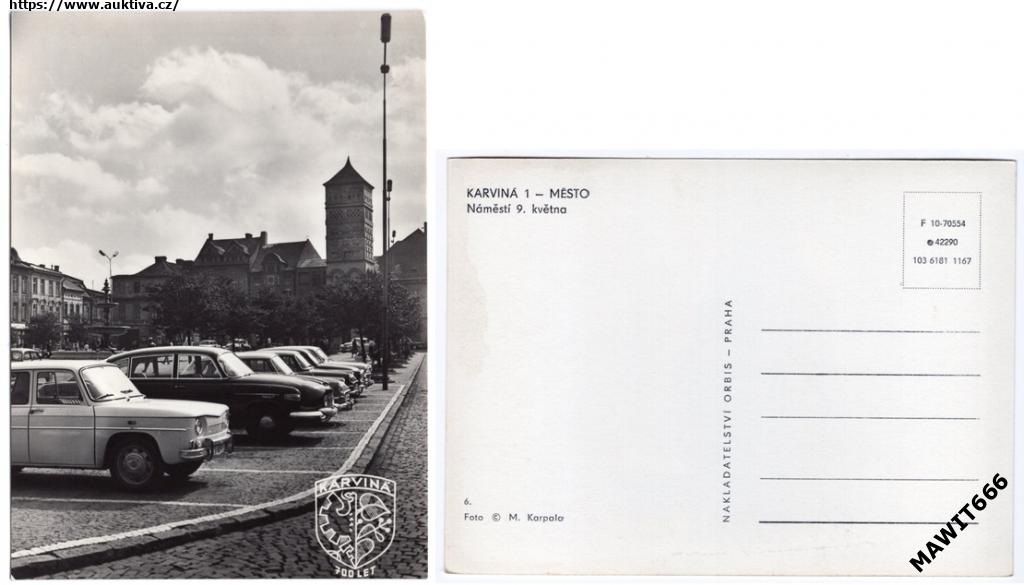 https://www.auktiva.cz/
KARVINÁ
700 LET
KARVINÁ 1 – MĚSTO
Náměstí 9. května
F 10-70554
42290
103 6181 1167
NAKLADATELSTVÍ ORBIS – PRAHA
6.
Foto © M. Karpala
MAWIT666